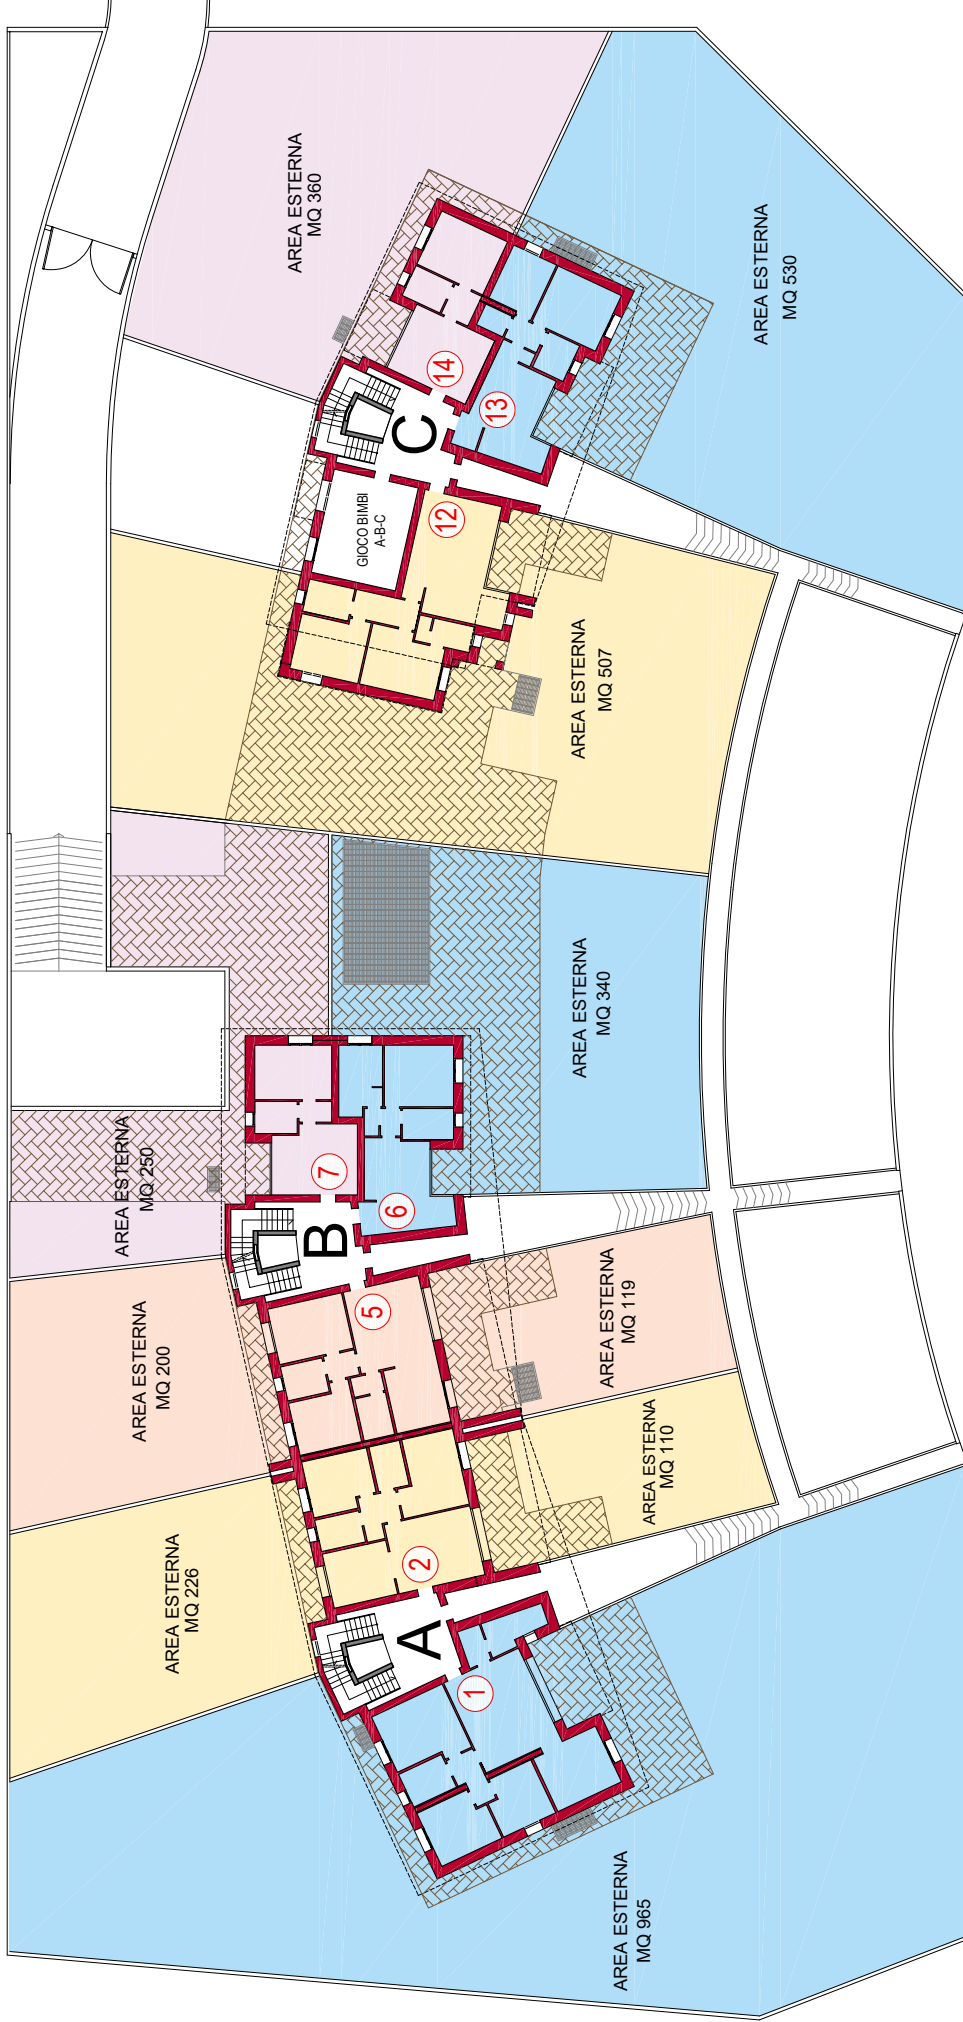 AREA ESTERNA
MQ 965
AREA ESTERNA
MQ 226
AREA ESTERNA
MQ 200
AREA ESTERNA
MQ 250
AREA ESTERNA
MQ 360
AREA ESTERNA
MQ 110
AREA ESTERNA
MQ 119
AREA ESTERNA
MQ 340
AREA ESTERNA
MQ 507
AREA ESTERNA
MQ 530
A
1
2
B
5
6
7
C
GIOCO BIMBI
A-B-C
12
13
14